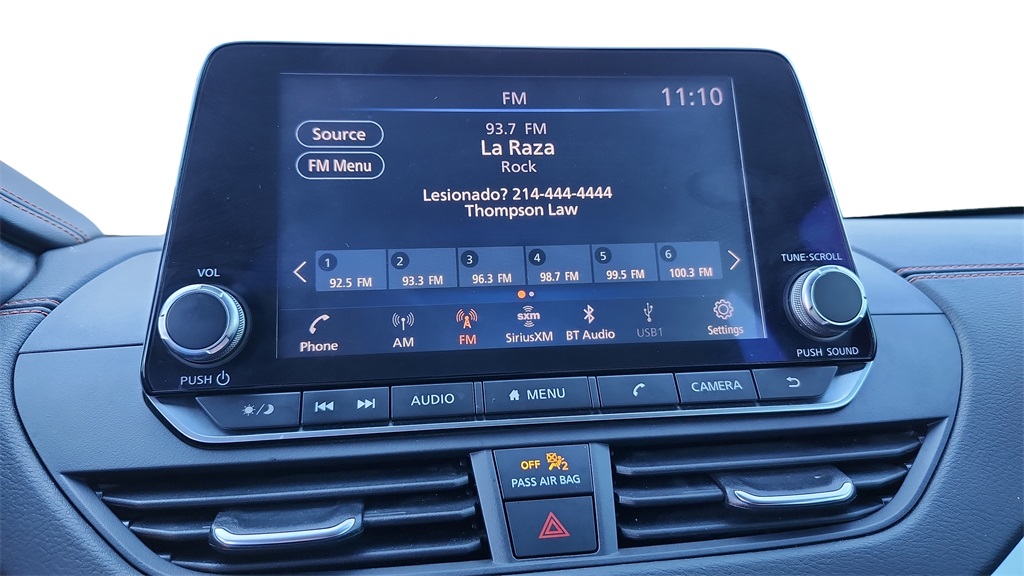 FM 11:10
Source
FM Menu
93.7 FM
La Raza
Rock
Lesionado? 214-444-4444
Thompson Law
1 2 3 4 5 6
92.5 FM 93.3 FM 96.3 FM 98.7 FM 99.5 FM 100.3 FM
VOL
TUNE·SCROLL
sxm
Phone AM FM SiriusXM BT Audio USB1 Settings
PUSH
PUSH SOUND
AUDIO MENU CAMERA
OFF 2
PASS AIR BAG